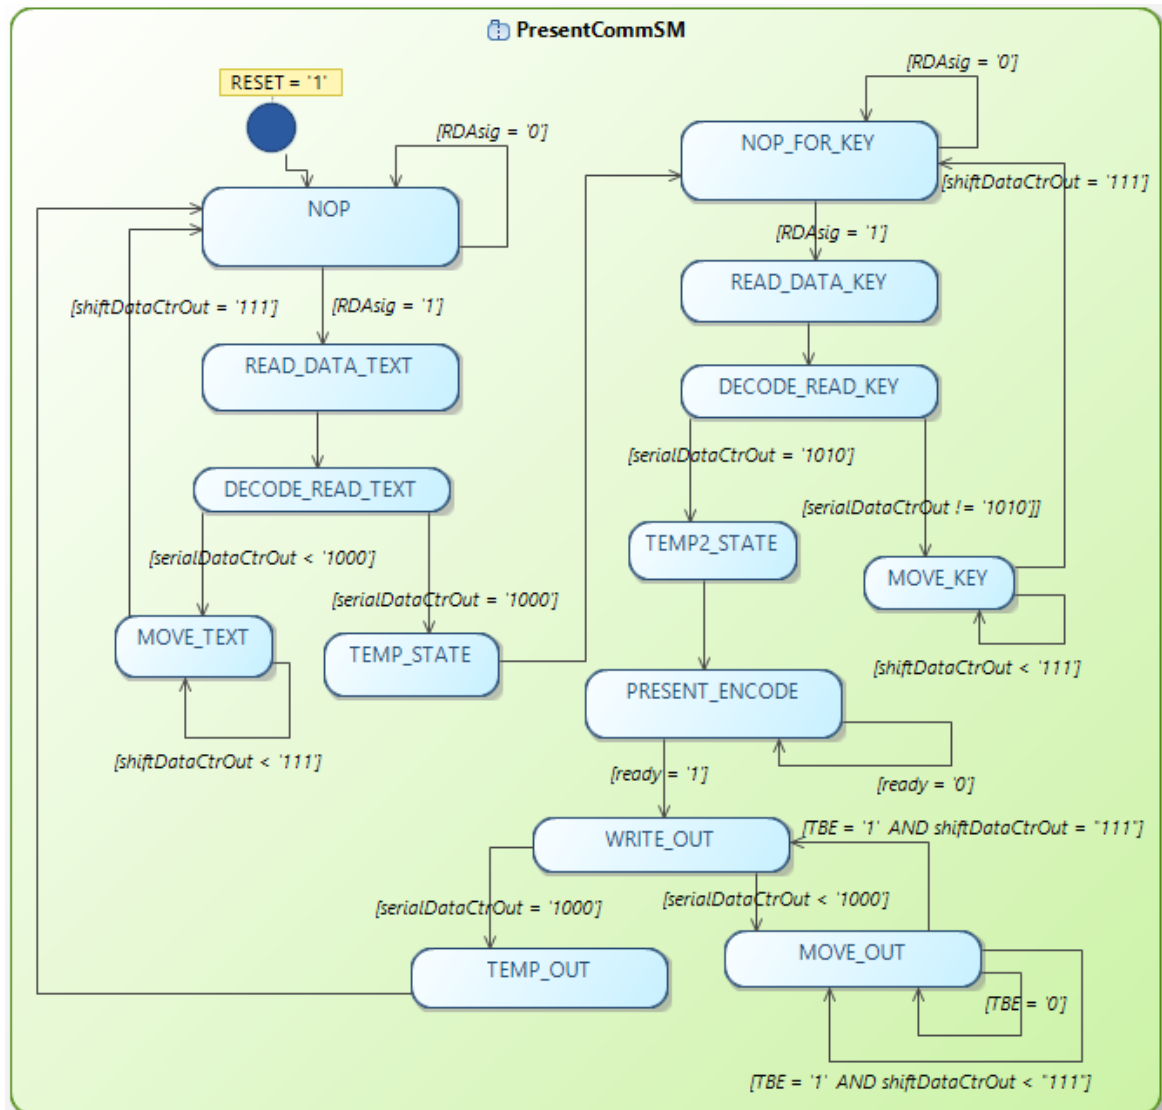 PresentCommSM
RESET = '1'
[RDAsig = '0']
NOP
[shiftDataCtrOut = '111']
[RDAsig = '1']
READ_DATA_TEXT
DECODE_READ_TEXT
[serialDataCtrOut < '1000']
[serialDataCtrOut = '1000']
MOVE_TEXT
TEMP_STATE
[shiftDataCtrOut < '111']
[RDAsig = '0']
NOP_FOR_KEY
[shiftDataCtrOut = '111']
[RDAsig = '1']
READ_DATA_KEY
DECODE_READ_KEY
[serialDataCtrOut = '1010']
[serialDataCtrOut != '1010']]
TEMP2_STATE
MOVE_KEY
[shiftDataCtrOut < '111']
PRESENT_ENCODE
[ready = '1']
[ready = '0']
WRITE_OUT
[TBE = '1' AND shiftDataCtrOut = "111"]
[serialDataCtrOut = '1000']
[serialDataCtrOut < '1000']
TEMP_OUT
MOVE_OUT
[TBE = '0']
[TBE = '1' AND shiftDataCtrOut < "111"]